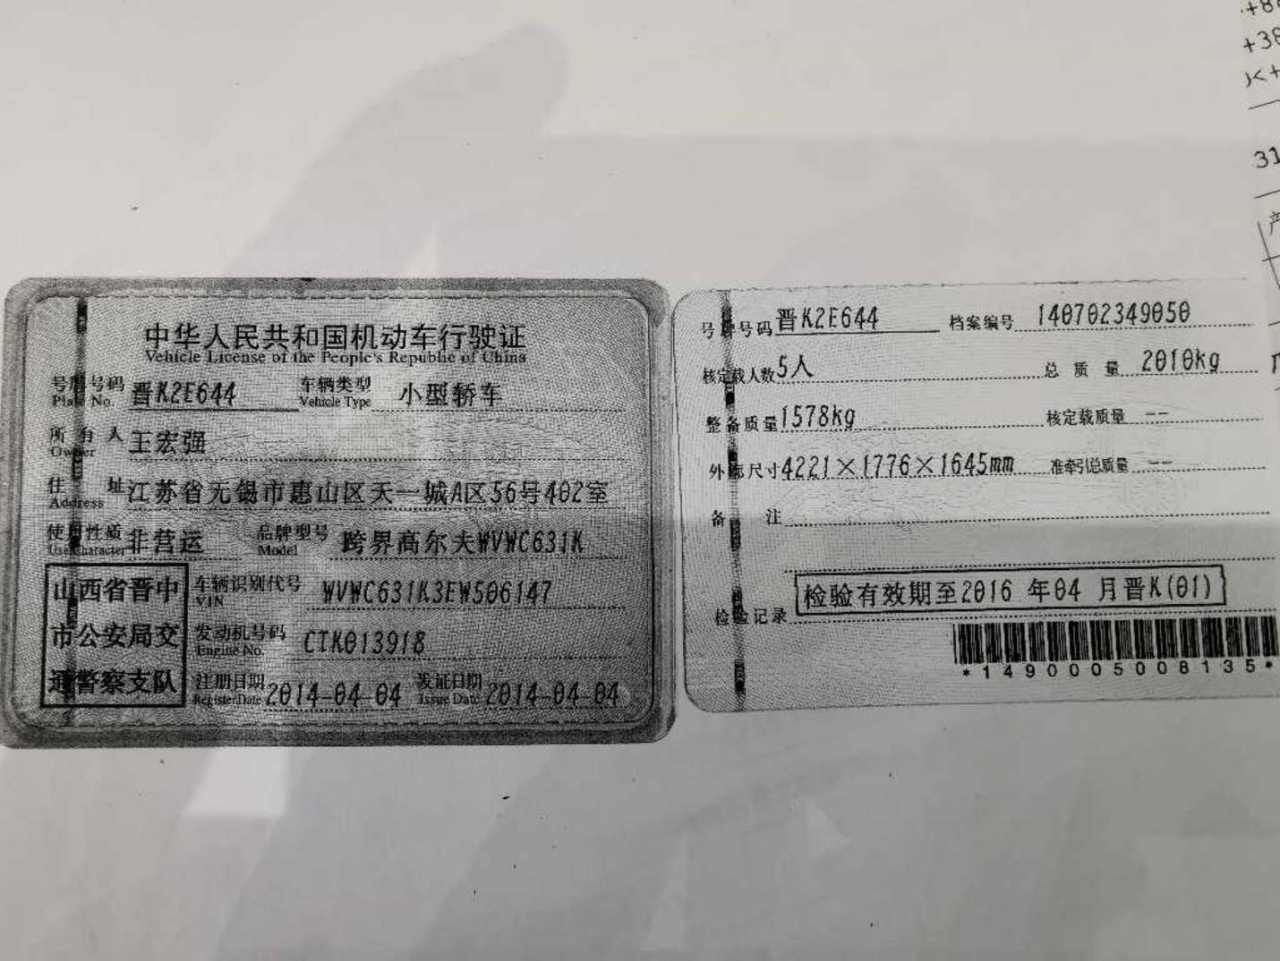 中华人民共和国机动车行驶证
Vehicle License of the People's Republic of China
号牌号码 晋K2E644 车辆类型 小型轿车
Plate No. Vehicle Type
所有人 王宏强
Owner
住址 江苏省无锡市惠山区天一城A区56号402室
Address
使用性质 非营运 品牌型号 跨界高尔夫WVWC631K
Use Character Model
山西省晋中
市公安局交
通警察支队
车辆识别代号 WVWC631K3EW506147
VIN
发动机号码 CTK013918
Engine No.
注册日期 2014-04-04 发证日期 2014-04-04
Register Date Issue Date
号牌号码 晋K2E644 档案编号 140702349050
核定载人数 5人 总质量 2010kg
整备质量 1578kg 核定载质量 --
外廓尺寸 4221×1776×1645mm 准牵引总质量 --
备注
检验记录 检验有效期至2016年04月晋K(01)
*1490005008135*
+38
31